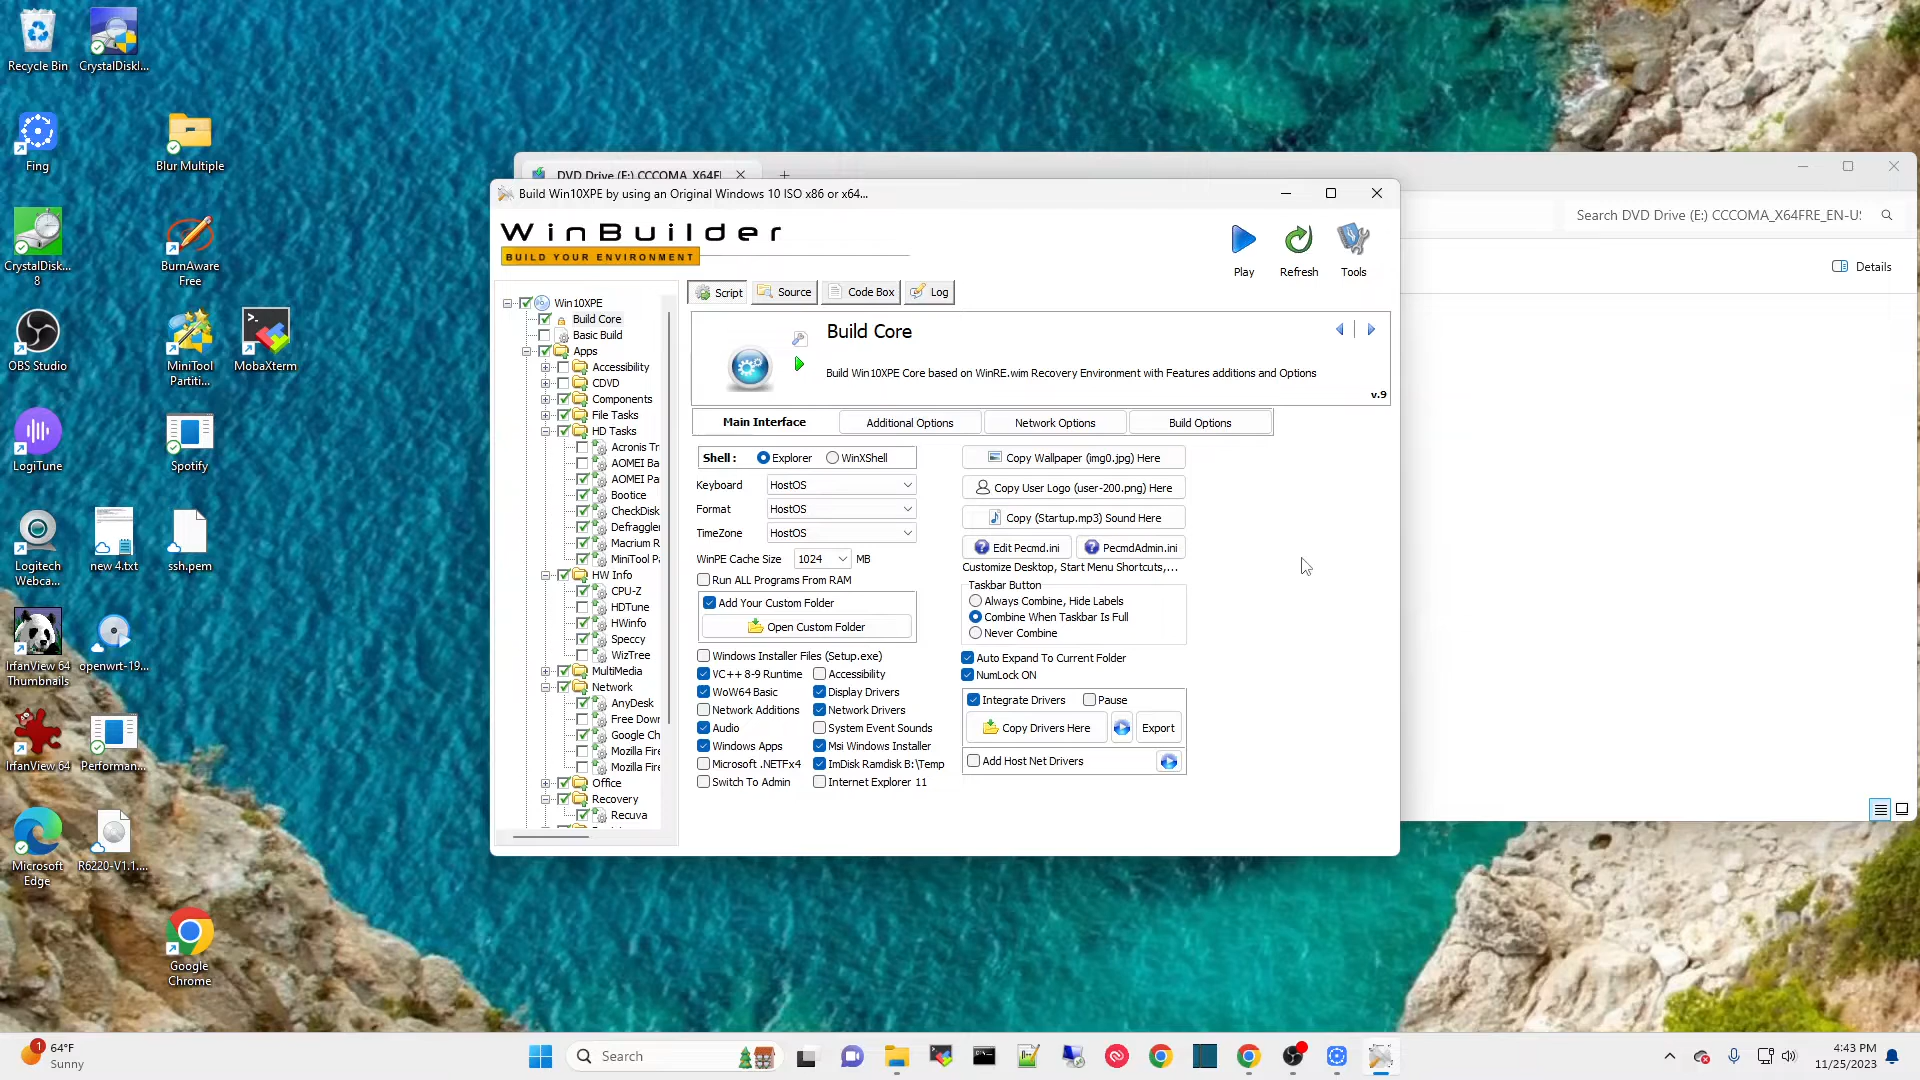 Recycle Bin
CrystalDiskI...
Fing
Blur Multiple
CrystalDisk...
8
BurnAware
Free
OBS Studio
MiniTool
Partiti...
MobaXterm
LogiTune
Spotify
Logitech
Webca...
new 4.txt
ssh.pem
IrfanView 64
Thumbnails
openwrt-19...
IrfanView 64
Performan...
Microsoft
Edge
R6220-V1.1....
Google
Chrome
DVD Drive (E:) CCCOMA_X64FI
Search DVD Drive (E:) CCCOMA_X64FRE_EN-US
Details
Build Win10XPE by using an Original Windows 10 ISO x86 or x64...
WinBuilder
BUILD YOUR ENVIRONMENT
Play
Refresh
Tools
Script
Source
Code Box
Log
Win10XPE
Build Core
Basic Build
Apps
Accessibility
CDVD
Components
File Tasks
HD Tasks
Acronis Tr
AOMEI Ba
AOMEI Pa
Bootice
CheckDisk
Defraggler
Macrium R
MiniTool Pa
HW Info
CPU-Z
HDTune
HWinfo
Speccy
WizTree
MultiMedia
Network
AnyDesk
Free Dow
Google Ch
Mozilla Fire
Mozilla Fire
Office
Recovery
Recuva
Build Core
Build Win10XPE Core based on WinRE.wim Recovery Environment with Features additions and Options
v.9
Main Interface
Additional Options
Network Options
Build Options
Shell :
Explorer
WinXShell
Keyboard
HostOS
Format
HostOS
TimeZone
HostOS
WinPE Cache Size
1024
MB
Run ALL Programs From RAM
Add Your Custom Folder
Open Custom Folder
Windows Installer Files (Setup.exe)
VC++ 8-9 Runtime
Accessibility
WoW64 Basic
Display Drivers
Network Additions
Network Drivers
Audio
System Event Sounds
Windows Apps
Msi Windows Installer
Microsoft .NETFx4
ImDisk Ramdisk B:\Temp
Switch To Admin
Internet Explorer 11
Copy Wallpaper (img0.jpg) Here
Copy User Logo (user-200.png) Here
Copy (Startup.mp3) Sound Here
Edit Pecmd.ini
PecmdAdmin.ini
Customize Desktop, Start Menu Shortcuts,...
Taskbar Button
Always Combine, Hide Labels
Combine When Taskbar Is Full
Never Combine
Auto Expand To Current Folder
NumLock ON
Integrate Drivers
Pause
Copy Drivers Here
Export
Add Host Net Drivers
1
64°F
Sunny
Search
4:43 PM
11/25/2023